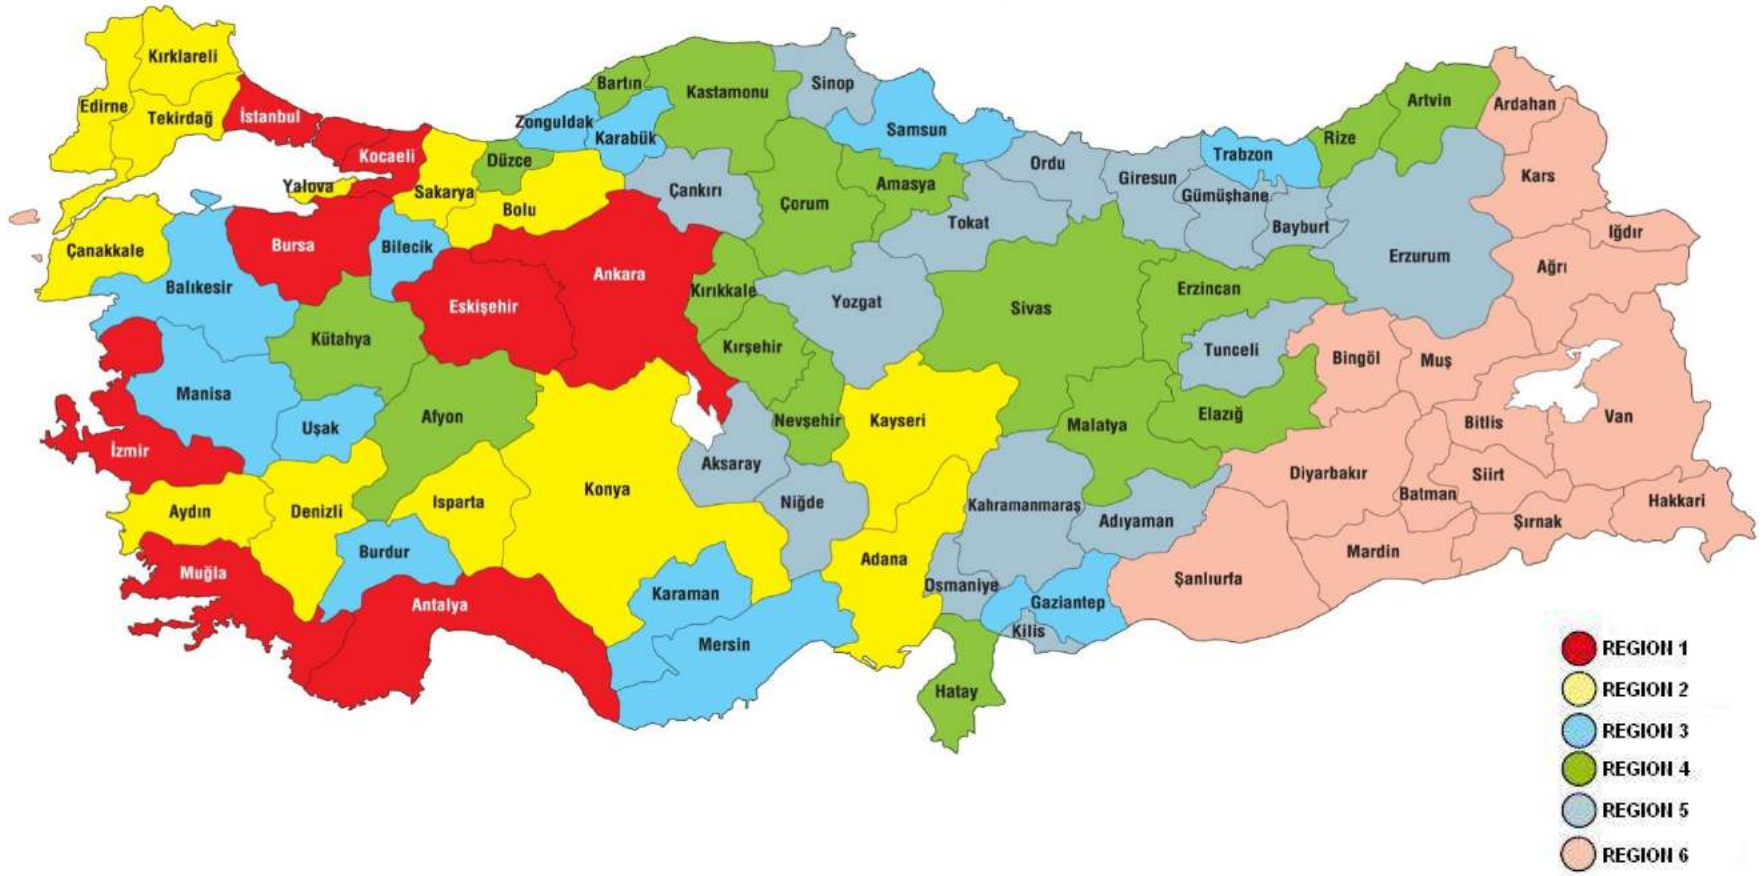 Kırklareli
Edirne
Tekirdağ
İstanbul
Kocaeli
Yalova
Sakarya
Düzce
Bolu
Zonguldak
Bartın
Karabük
Kastamonu
Sinop
Samsun
Çankırı
Çorum
Amasya
Tokat
Ordu
Giresun
Gümüşhane
Trabzon
Bayburt
Rize
Artvin
Ardahan
Kars
Iğdır
Ağrı
Erzurum
Erzincan
Çanakkale
Bursa
Bilecik
Balıkesir
Eskişehir
Ankara
Kırıkkale
Yozgat
Sivas
Tunceli
Bingöl
Muş
Kütahya
Kırşehir
Manisa
Uşak
Afyon
Nevşehir
Kayseri
Malatya
Elazığ
Bitlis
Van
İzmir
Aksaray
Diyarbakır
Siirt
Batman
Hakkari
Aydın
Denizli
Isparta
Konya
Niğde
Kahramanmaraş
Adıyaman
Şırnak
Mardin
Muğla
Burdur
Antalya
Karaman
Adana
Osmaniye
Gaziantep
Şanlıurfa
Mersin
Kilis
Hatay
REGION 1
REGION 2
REGION 3
REGION 4
REGION 5
REGION 6